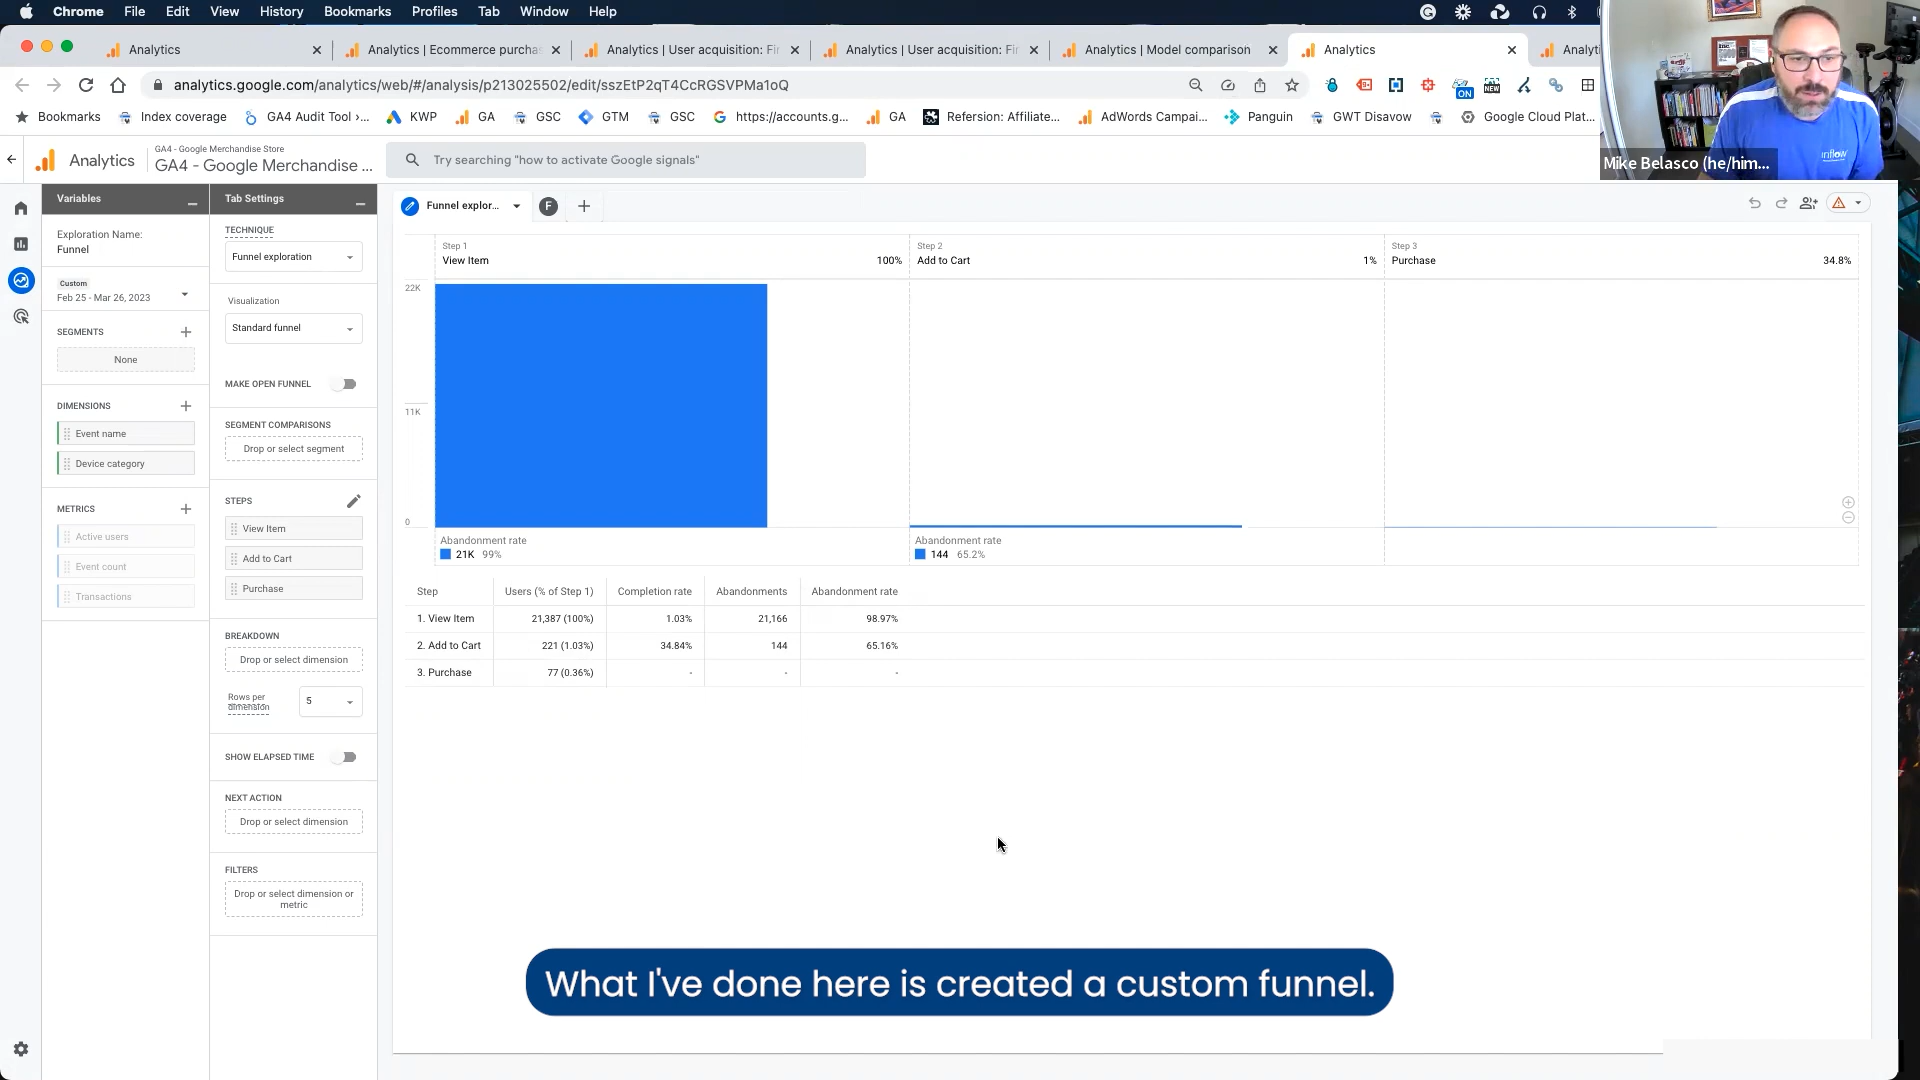 Chrome File Edit View History Bookmarks Profiles Tab Window Help
Analytics
Analytics | Ecommerce purcha
Analytics | User acquisition: Fir
Analytics | User acquisition: Fir
Analytics | Model comparison
Analytics
Analyti
analytics.google.com/analytics/web/#/analysis/p213025502/edit/sszEtP2qT4CcRGSVPMa1oQ
ON
NEW
Bookmarks Index coverage GA4 Audit Tool ›... KWP GA GSC GTM GSC https://accounts.g... GA Refersion: Affiliate... AdWords Campai... Panguin GWT Disavow Google Cloud Plat...
Mike Belasco (he/him...
Analytics
GA4 - Google Merchandise Store
GA4 - Google Merchandise ...
Try searching "how to activate Google signals"
Variables
Exploration Name:
Funnel
Custom
Feb 25 - Mar 26, 2023
SEGMENTS
None
DIMENSIONS
Event name
Device category
METRICS
Active users
Event count
Transactions
Tab Settings
TECHNIQUE
Funnel exploration
Visualization
Standard funnel
MAKE OPEN FUNNEL
SEGMENT COMPARISONS
Drop or select segment
STEPS
View Item
Add to Cart
Purchase
BREAKDOWN
Drop or select dimension
Rows per
dimension
5
SHOW ELAPSED TIME
NEXT ACTION
Drop or select dimension
FILTERS
Drop or select dimension or
metric
Funnel explor...
F
Step 1
View Item 100%
Step 2
Add to Cart 1%
Step 3
Purchase 34.8%
22K
11K
0
Abandonment rate
21K 99%
Abandonment rate
144 65.2%
Step Users (% of Step 1) Completion rate Abandonments Abandonment rate
1. View Item 21,387 (100%) 1.03% 21,166 98.97%
2. Add to Cart 221 (1.03%) 34.84% 144 65.16%
3. Purchase 77 (0.36%) - - -
What I've done here is created a custom funnel.